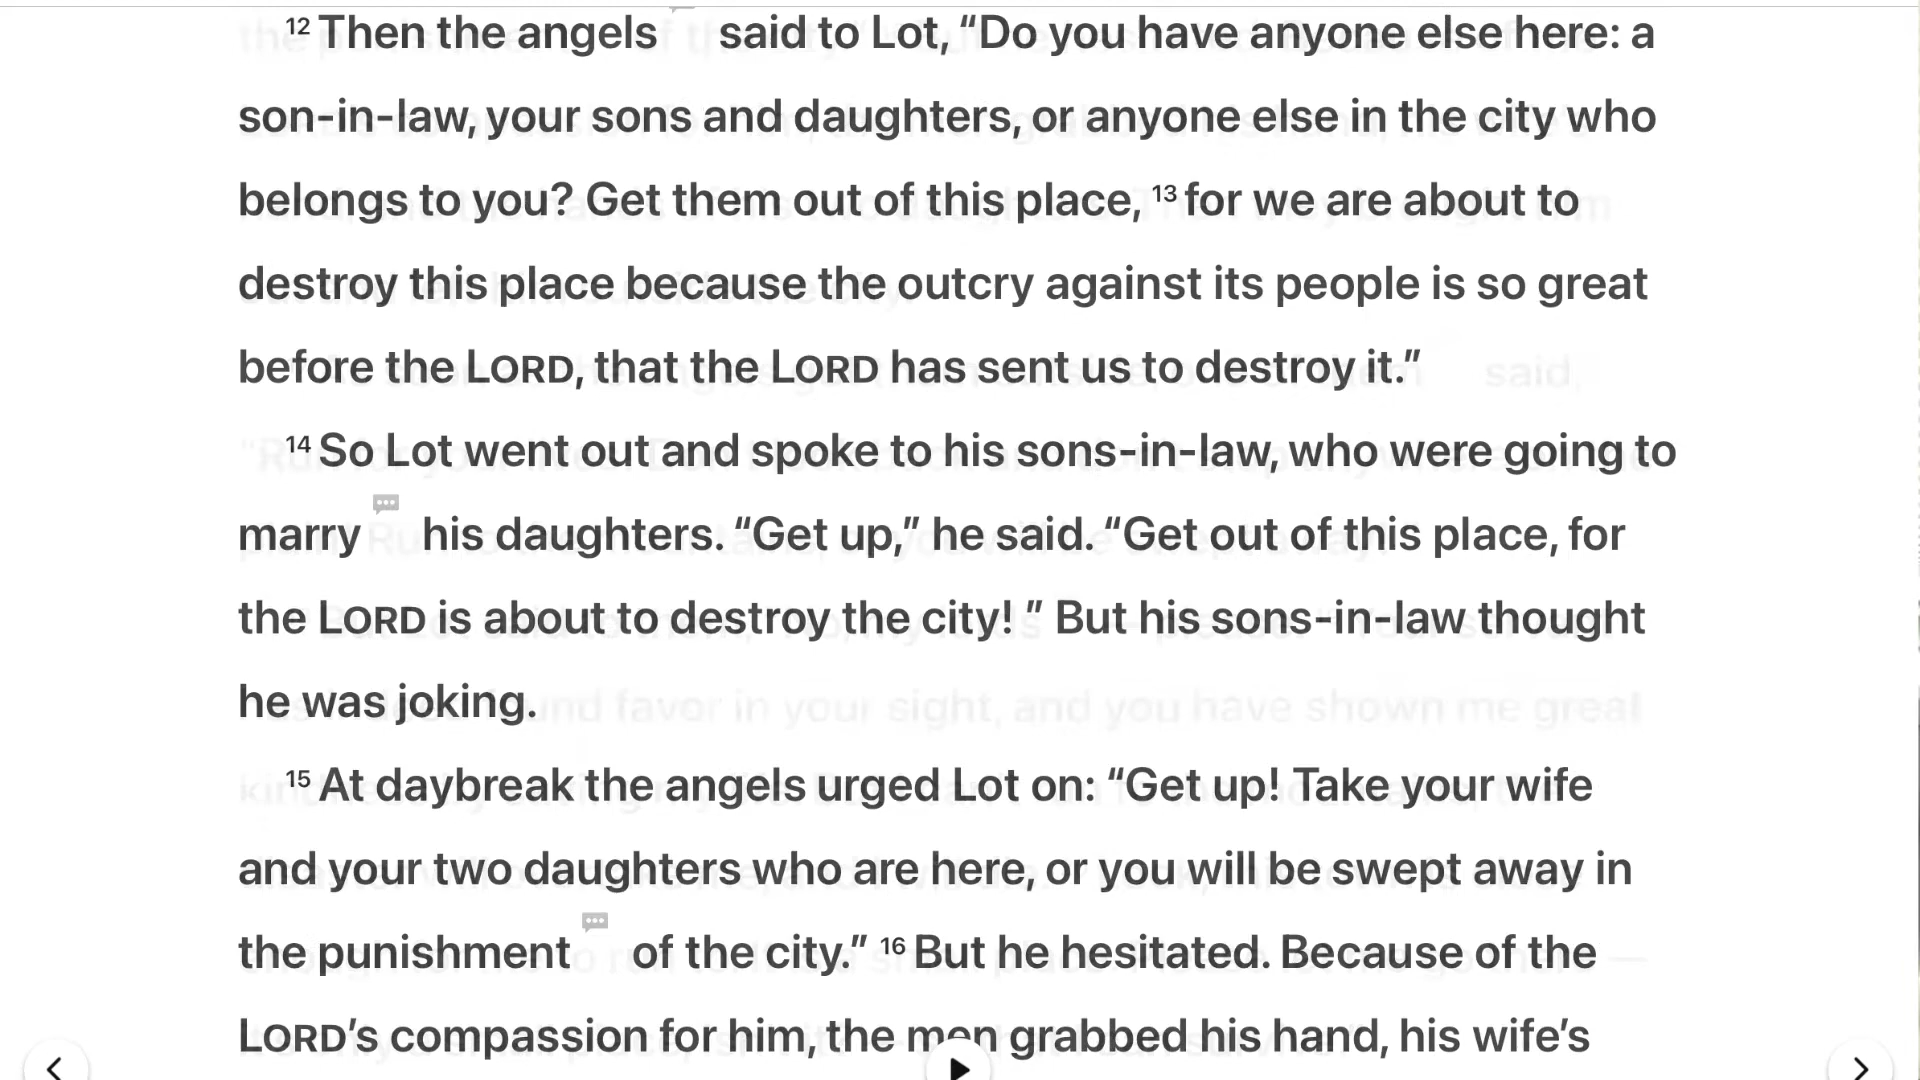 12 Then the angels said to Lot, “Do you have anyone else here: a
son-in-law, your sons and daughters, or anyone else in the city who
belongs to you? Get them out of this place, 13 for we are about to
destroy this place because the outcry against its people is so great
before the LORD, that the LORD has sent us to destroy it.”
14 So Lot went out and spoke to his sons-in-law, who were going to
marry his daughters. “Get up,” he said. “Get out of this place, for
the LORD is about to destroy the city! ” But his sons-in-law thought
he was joking.
15 At daybreak the angels urged Lot on: “Get up! Take your wife
and your two daughters who are here, or you will be swept away in
the punishment of the city.” 16 But he hesitated. Because of the
LORD’s compassion for him, the men grabbed his hand, his wife’s